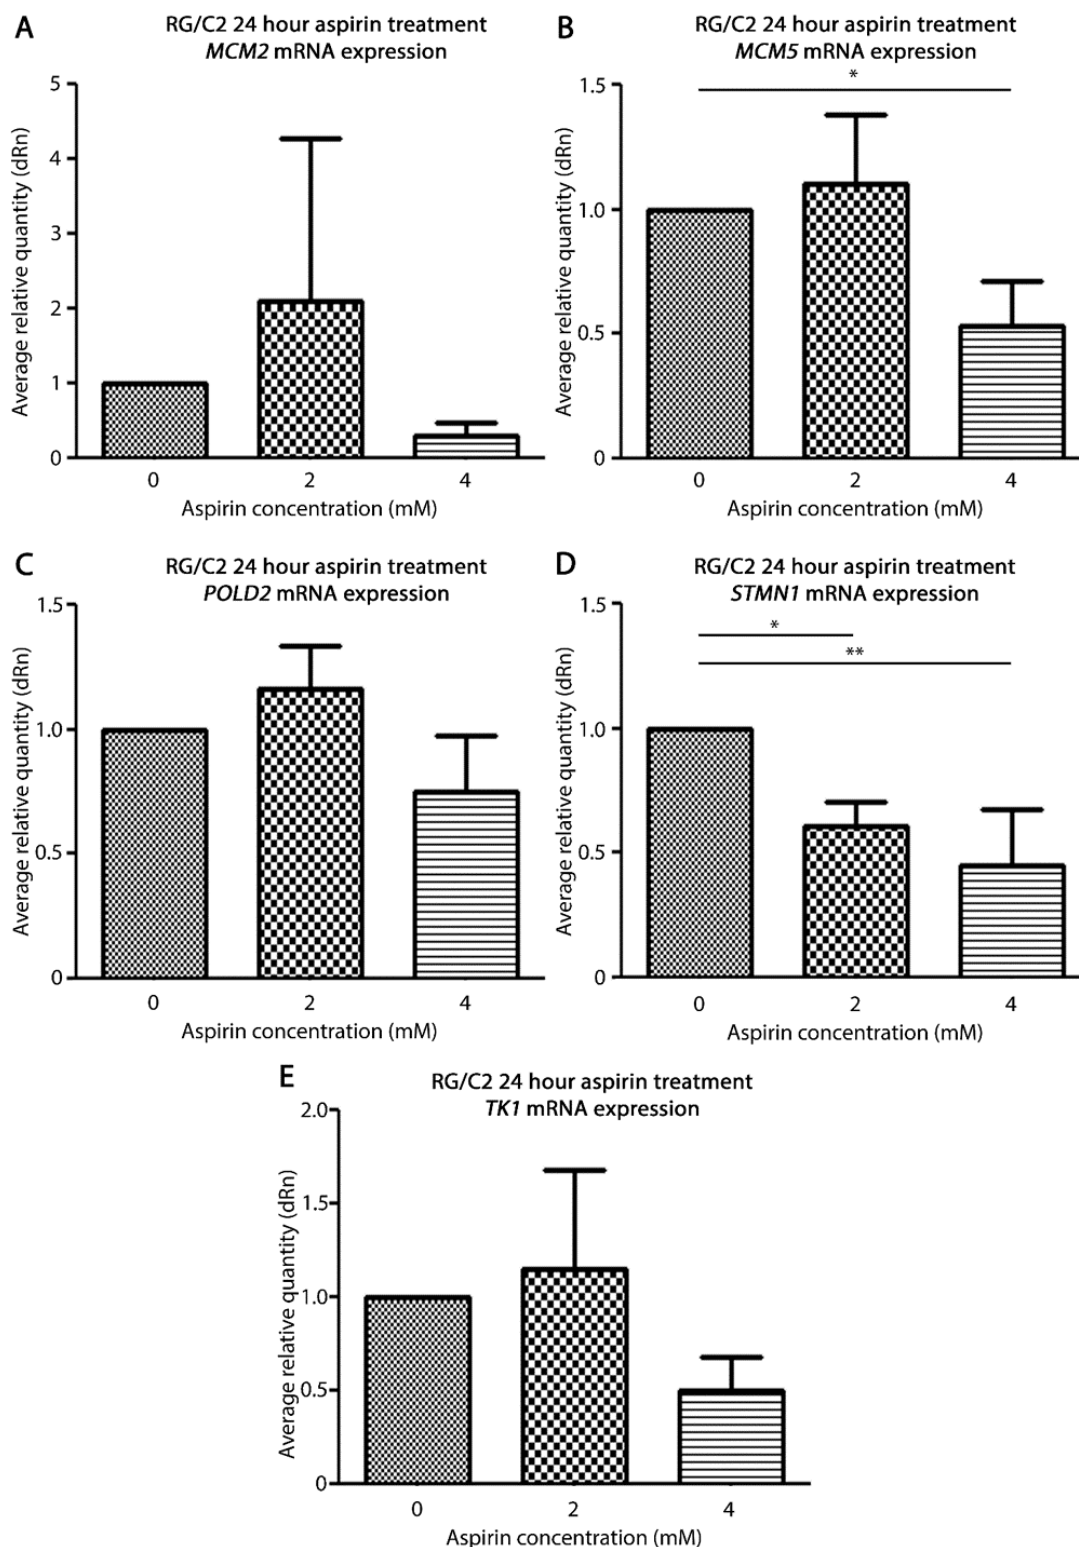 A
RG/C2 24 hour aspirin treatment
MCM2 mRNA expression
Average relative quantity (dRn)
5
4
3
2
1
0
0 2 4
Aspirin concentration (mM)
B
RG/C2 24 hour aspirin treatment
MCM5 mRNA expression
Average relative quantity (dRn)
*
1.5
1.0
0.5
0
0 2 4
Aspirin concentration (mM)
C
RG/C2 24 hour aspirin treatment
POLD2 mRNA expression
Average relative quantity (dRn)
1.5
1.0
0.5
0
0 2 4
Aspirin concentration (mM)
D
RG/C2 24 hour aspirin treatment
STMN1 mRNA expression
Average relative quantity (dRn)
*
**
1.5
1.0
0.5
0
0 2 4
Aspirin concentration (mM)
E
RG/C2 24 hour aspirin treatment
TK1 mRNA expression
Average relative quantity (dRn)
2.0
1.5
1.0
0.5
0
0 2 4
Aspirin concentration (mM)